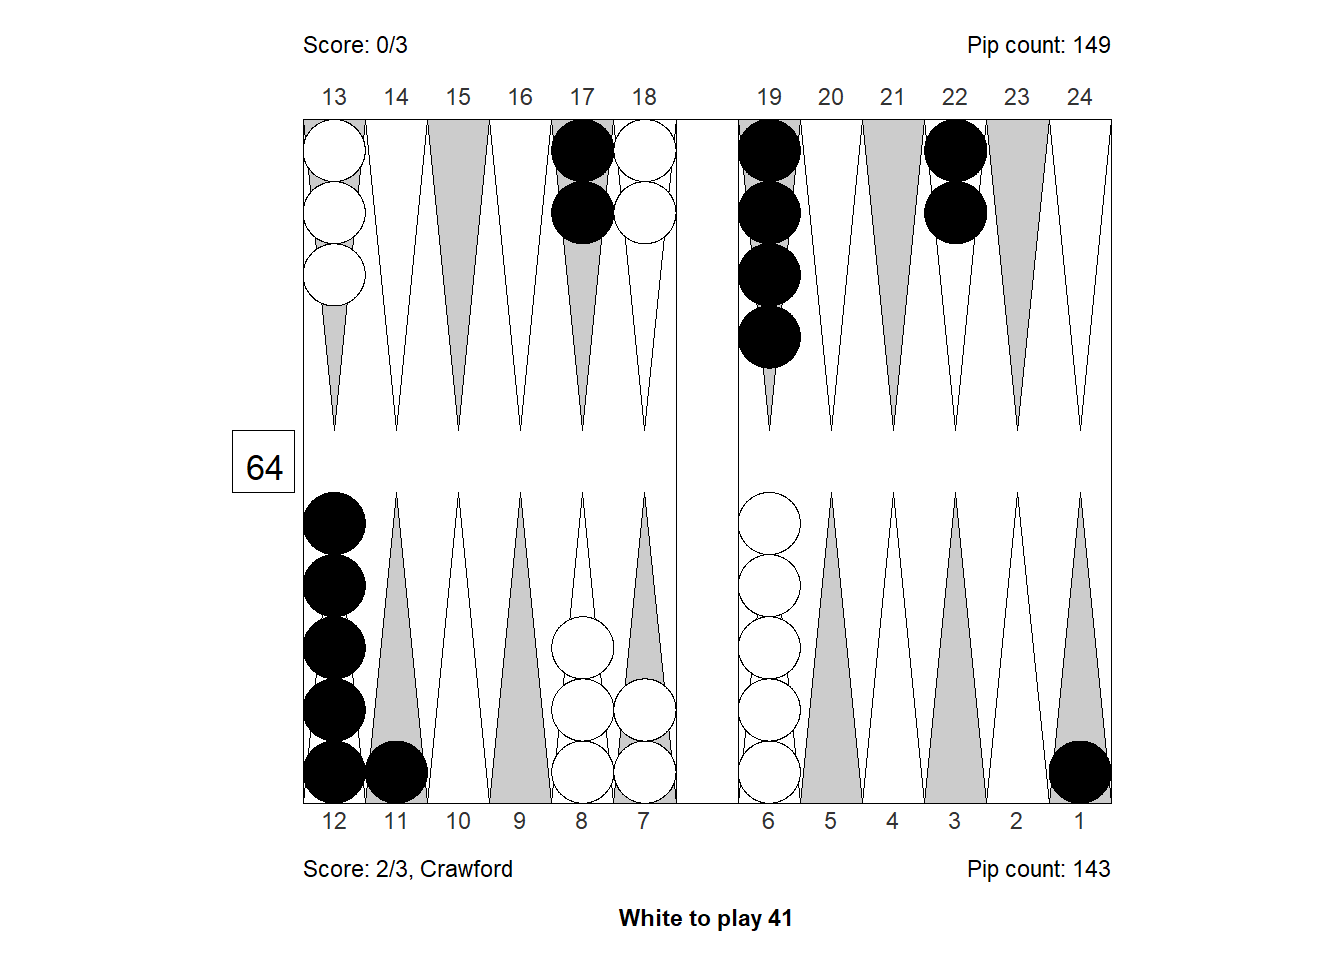 Score: 0/3 Pip count: 149
13 14 15 16 17 18 19 20 21 22 23 24
64
12 11 10 9 8 7 6 5 4 3 2 1
Score: 2/3, Crawford Pip count: 143
White to play 41